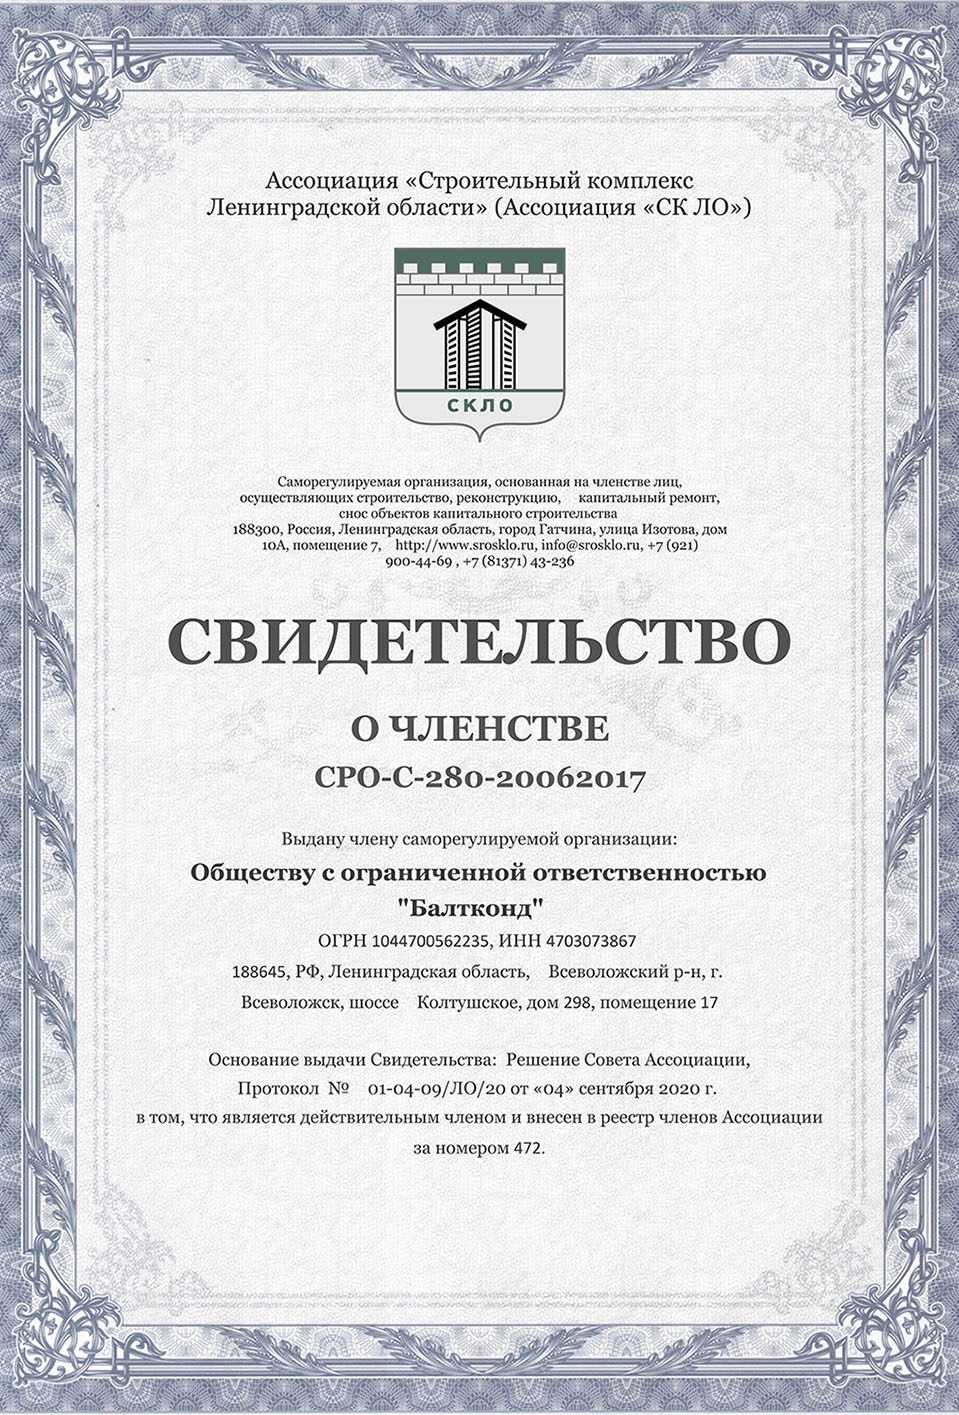 Ассоциация «Строительный комплекс
Ленинградской области» (Ассоциация «СК ЛО»)
СКЛО
Саморегулируемая организация, основанная на членстве лиц,
осуществляющих строительство, реконструкцию, капитальный ремонт,
снос объектов капитального строительства
188300, Россия, Ленинградская область, город Гатчина, улица Изотова, дом
10А, помещение 7, http://www.srosklo.ru, info@srosklo.ru, +7 (921)
900-44-69 , +7 (81371) 43-236
СВИДЕТЕЛЬСТВО
О ЧЛЕНСТВЕ
СРО-С-280-20062017
Выдану члену саморегулируемой организации:
Обществу с ограниченной ответственностью
"Балтконд"
ОГРН 1044700562235, ИНН 4703073867
188645, РФ, Ленинградская область, Всеволожский р-н, г.
Всеволожск, шоссе Колтушское, дом 298, помещение 17
Основание выдачи Свидетельства: Решение Совета Ассоциации,
Протокол № 01-04-09/ЛО/20 от «04» сентября 2020 г.
в том, что является действительным членом и внесен в реестр членов Ассоциации
за номером 472.